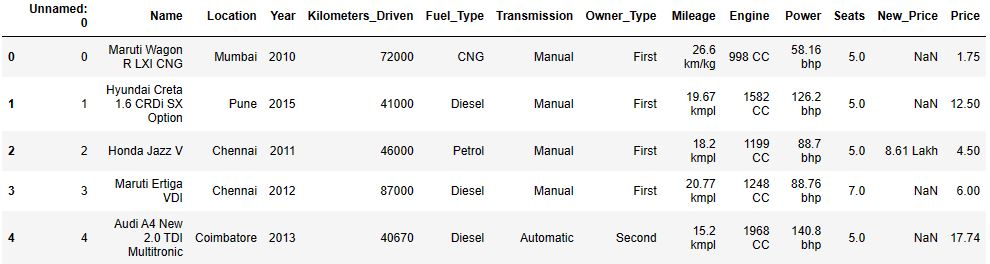 Unnamed: 0 Name Location Year Kilometers_Driven Fuel_Type Transmission Owner_Type Mileage Engine Power Seats New_Price Price
0 0 Maruti Wagon R LXI CNG Mumbai 2010 72000 CNG Manual First 26.6 km/kg 998 CC 58.16 bhp 5.0 NaN 1.75
1 1 Hyundai Creta 1.6 CRDi SX Option Pune 2015 41000 Diesel Manual First 19.67 kmpl 1582 CC 126.2 bhp 5.0 NaN 12.50
2 2 Honda Jazz V Chennai 2011 46000 Petrol Manual First 18.2 kmpl 1199 CC 88.7 bhp 5.0 8.61 Lakh 4.50
3 3 Maruti Ertiga VDI Chennai 2012 87000 Diesel Manual First 20.77 kmpl 1248 CC 88.76 bhp 7.0 NaN 6.00
4 4 Audi A4 New 2.0 TDI Multitronic Coimbatore 2013 40670 Diesel Automatic Second 15.2 kmpl 1968 CC 140.8 bhp 5.0 NaN 17.74